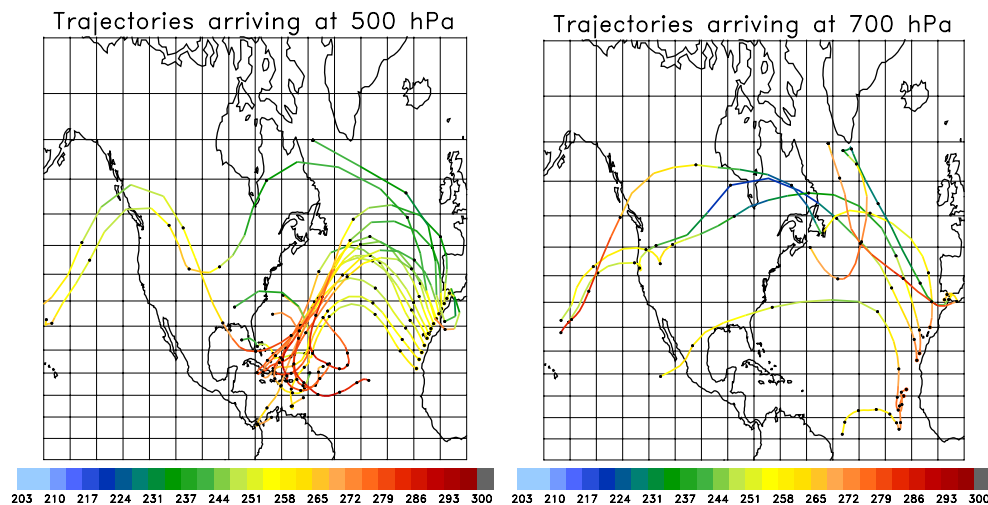 Trajectories arriving at 500 hPa
Trajectories arriving at 700 hPa
203 210 217 224 231 237 244 251 258 265 272 279 286 293 300
203 210 217 224 231 237 244 251 258 265 272 279 286 293 300